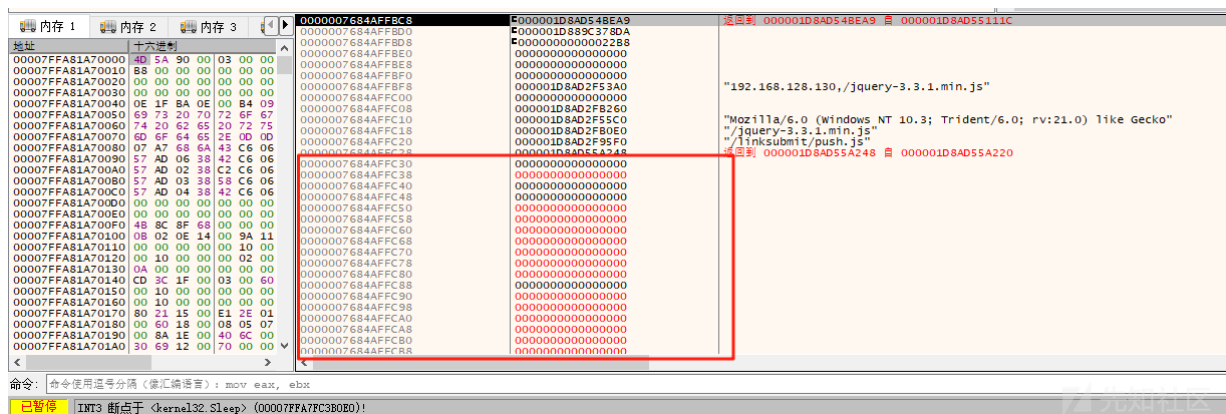 内存 1 内存 2 内存 3
地址 十六进制
00007FFA81A70000 4D 5A 90 00 03 00 00
00007FFA81A70010 B8 00 00 00 00 00 00
00007FFA81A70020 00 00 00 00 00 00 00
00007FFA81A70030 00 00 00 00 00 00 00
00007FFA81A70040 0E 1F BA 0E 00 B4 09
00007FFA81A70050 69 73 20 70 72 6F 67
00007FFA81A70060 74 20 62 65 20 72 75
00007FFA81A70070 6D 6F 64 65 2E 0D 0D
00007FFA81A70080 07 A7 68 6A 43 C6 06
00007FFA81A70090 57 AD 06 38 42 C6 06
00007FFA81A700A0 57 AD 02 38 C2 C6 06
00007FFA81A700B0 57 AD 03 38 58 C6 06
00007FFA81A700C0 57 AD 04 38 42 C6 06
00007FFA81A700D0 00 00 00 00 00 00 00
00007FFA81A700E0 00 00 00 00 00 00 00
00007FFA81A700F0 4B 8C 8F 68 00 00 00
00007FFA81A70100 0B 02 0E 14 00 9A 11
00007FFA81A70110 00 00 00 00 00 10 00
00007FFA81A70120 00 10 00 00 00 02 00
00007FFA81A70130 0A 00 00 00 00 00 00
00007FFA81A70140 CD 3C 1F 00 03 00 60
00007FFA81A70150 00 10 00 00 00 00 00
00007FFA81A70160 00 10 00 00 00 00 00
00007FFA81A70170 80 21 15 00 E1 2E 01
00007FFA81A70180 00 60 18 00 08 05 07
00007FFA81A70190 00 8A 1E 00 40 6C 00
00007FFA81A701A0 30 69 12 00 70 00 00
0000007684AFFBC8 000001D8AD54BEA9 返回到 000001D8AD54BEA9 自 000001D8AD55111C
0000007684AFFBD0 000001D889C378DA
0000007684AFFBD8 00000000000022B8
0000007684AFFBE0 0000000000000000
0000007684AFFBE8 0000000000000000
0000007684AFFBF0 0000000000000000
0000007684AFFBF8 000001D8AD2F53A0 "192.168.128.130,/jquery-3.3.1.min.js"
0000007684AFFC00 0000000000000000
0000007684AFFC08 000001D8AD2FB260
0000007684AFFC10 000001D8AD2F55C0 "Mozilla/6.0 (Windows NT 10.3; Trident/6.0; rv:21.0) like Gecko"
0000007684AFFC18 000001D8AD2FB0E0 "/jquery-3.3.1.min.js"
0000007684AFFC20 000001D8AD2F95F0 "/linksubmit/push.js"
0000007684AFFC28 000001D8AD55A248 返回到 000001D8AD55A248 自 000001D8AD55A220
0000007684AFFC30 0000000000000000
0000007684AFFC38 0000000000000000
0000007684AFFC40 0000000000000000
0000007684AFFC48 0000000000000000
0000007684AFFC50 0000000000000000
0000007684AFFC58 0000000000000000
0000007684AFFC60 0000000000000000
0000007684AFFC68 0000000000000000
0000007684AFFC70 0000000000000000
0000007684AFFC78 0000000000000000
0000007684AFFC80 0000000000000000
0000007684AFFC88 0000000000000000
0000007684AFFC90 0000000000000000
0000007684AFFC98 0000000000000000
0000007684AFFCA0 0000000000000000
0000007684AFFCA8 0000000000000000
0000007684AFFCB0 0000000000000000
0000007684AFFCB8 0000000000000000
命令: 命令使用逗号分隔（像汇编语言）: mov eax, ebx
已暂停 INT3 断点于 <kernel32.Sleep> (00007FFA7FC3B0E0)!
先知社区